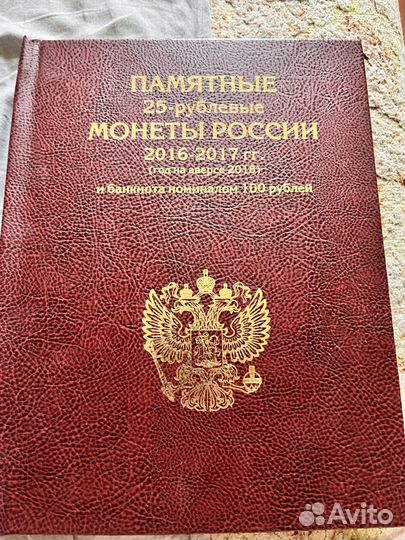 ПАМЯТНЫЕ
25-рублевые
МОНЕТЫ РОССИИ
2016-2017 гг.
(год на аверсе 2018)
и банкнота номиналом 100 рублей
Avito